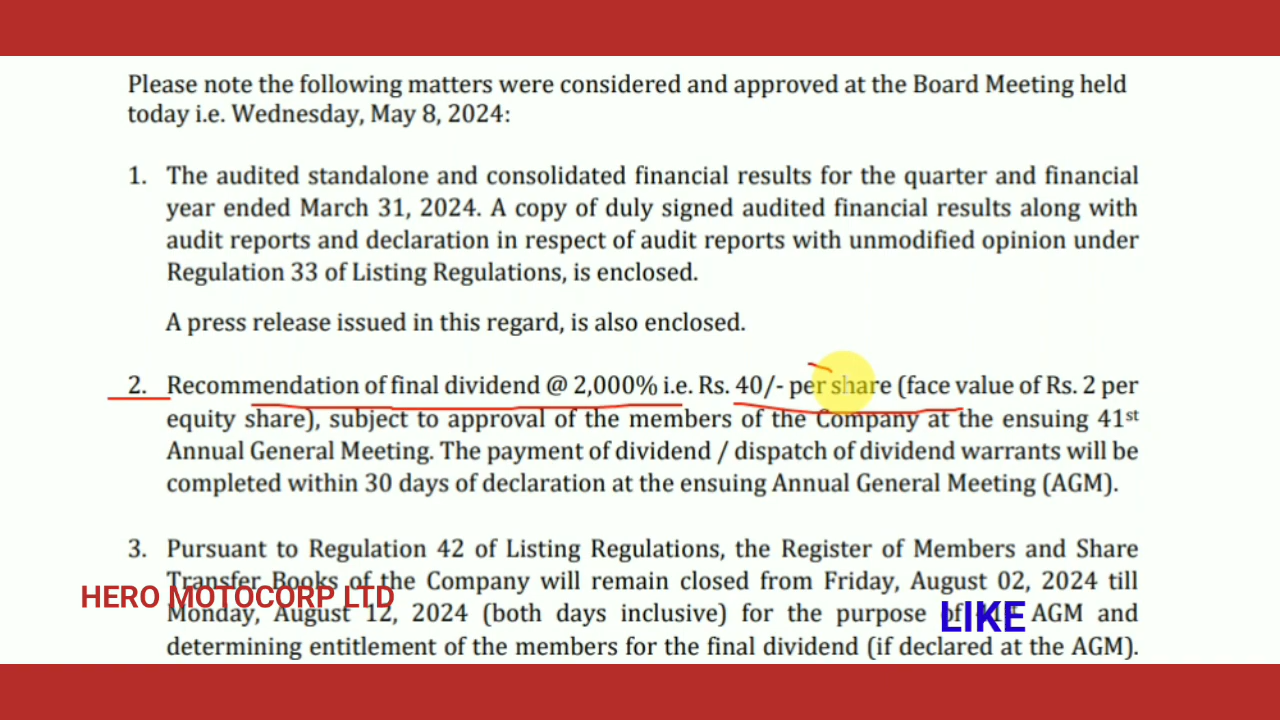 Please note the following matters were considered and approved at the Board Meeting held
today i.e. Wednesday, May 8, 2024:
1. The audited standalone and consolidated financial results for the quarter and financial
year ended March 31, 2024. A copy of duly signed audited financial results along with
audit reports and declaration in respect of audit reports with unmodified opinion under
Regulation 33 of Listing Regulations, is enclosed.
A press release issued in this regard, is also enclosed.
2. Recommendation of final dividend @ 2,000% i.e. Rs. 40/- per share (face value of Rs. 2 per
equity share), subject to approval of the members of the Company at the ensuing 41st
Annual General Meeting. The payment of dividend / dispatch of dividend warrants will be
completed within 30 days of declaration at the ensuing Annual General Meeting (AGM).
3. Pursuant to Regulation 42 of Listing Regulations, the Register of Members and Share
Transfer Books of the Company will remain closed from Friday, August 02, 2024 till
HERO MOTOCORP LTD
Monday, August 12, 2024 (both days inclusive) for the purpose of AGM and
LIKE
determining entitlement of the members for the final dividend (if declared at the AGM).